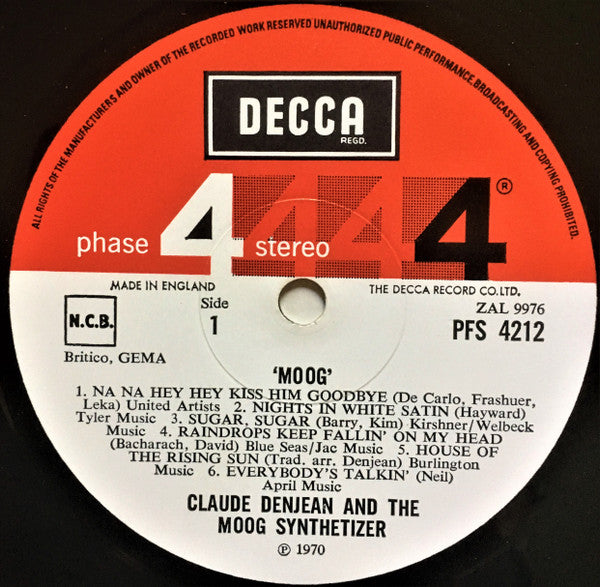 ALL RIGHTS OF THE MANUFACTURERS AND OWNER OF THE RECORDED WORK RESERVED UNAUTHORIZED PUBLIC PERFORMANCE, BROADCASTING AND COPYING PROHIBITED.
DECCA
REGD.
phase 4 stereo 4 4 4 ®
MADE IN ENGLAND
THE DECCA RECORD CO. LTD.
N.C.B.
Side
1
ZAL 9976
PFS 4212
Britico, GEMA
'MOOG'
1. NA NA HEY HEY KISS HIM GOODBYE (De Carlo, Frashuer,
Leka) United Artists 2. NIGHTS IN WHITE SATIN (Hayward)
Tyler Music 3. SUGAR, SUGAR (Barry, Kim) Kirshner/Welbeck
Music 4. RAINDROPS KEEP FALLIN' ON MY HEAD
(Bacharach, David) Blue Seas/Jac Music 5. HOUSE OF
THE RISING SUN (Trad. arr. Denjean) Burlington
Music 6. EVERYBODY'S TALKIN' (Neil)
April Music
CLAUDE DENJEAN AND THE
MOOG SYNTHETIZER
℗ 1970